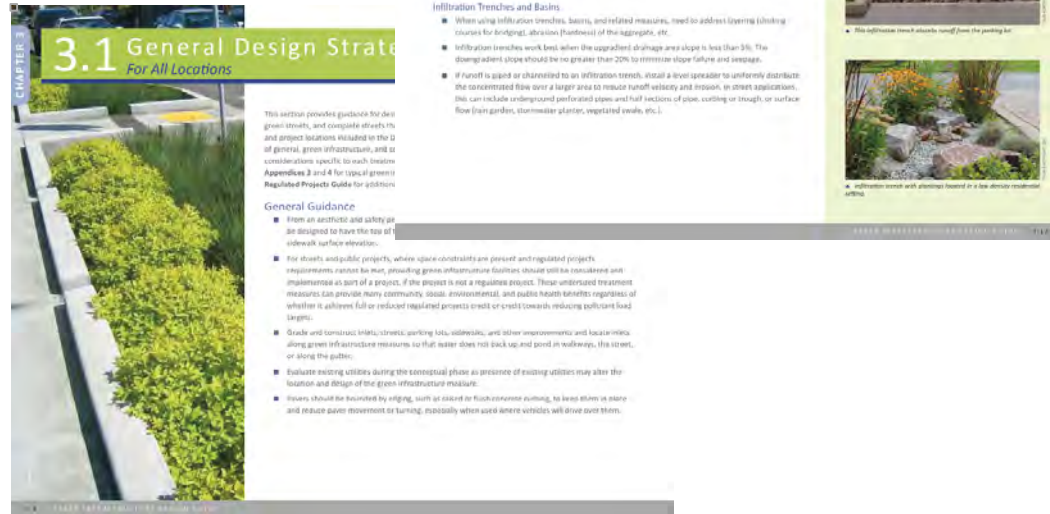 CHAPTER 3
3.1 General Design Strate
For All Locations
This section provides guidance for des
green streets, and complete streets tha
and project locations included in the
of general, green infrastructure, and
considerations specific to each treatme
Appendices 3 and 4 for typical green
Regulated Projects Guide for addition
General Guidance
■ From an aesthetic and safety pe
be designed to have the top of
sidewalk surface elevation.
■ For streets and public projects, where space constraints are present and regulated projects
requirements cannot be met, providing green infrastructure facilities should still be considered and
implemented as part of a project, if the project is not a regulated project. These undersized treatment
measures can provide many community, social, environmental, and public health benefits regardless of
whether it achieves full or reduced regulated projects credit or credit towards reducing pollutant load
targets.
■ Grade and construct inlets, streets, parking lots, sidewalks, and other improvements and locate inlets
along green infrastructure measures so that water does not back up and pond in walkways, the street,
or along the gutter.
■ Evaluate existing utilities during the conceptual phase as presence of existing utilities may alter the
location and design of the green infrastructure measure.
■ Pavers should be bounded by edging, such as raised or flush concrete curbing, to keep them in place
and reduce paver movement or turning, especially when used where vehicles will drive over them.
GREEN INFRASTRUCTURE DESIGN GUIDE
Infiltration Trenches and Basins
■ When using infiltration trenches, basins, and related measures, need to address layering (choking
courses for bridging), abrasion (hardness) of the aggregate, etc.
■ Infiltration trenches work best when the upgradient drainage area slope is less than 5%. The
downgradient slope should be no greater than 20% to minimize slope failure and seepage.
■ If runoff is piped or channelled to an infiltration trench, install a level spreader to uniformly distribute
the concentrated flow over a larger area to reduce runoff velocity and erosion. In street applications,
this can include underground perforated pipes and half sections of pipe, curbing or trough, or surface
flow (rain garden, stormwater planter, vegetated swale, etc.).
▲ This infiltration trench absorbs runoff from the parking lot.
▲ Infiltration trench with plantings located in a low density residential
setting.
GREEN INFRASTRUCTURE DESIGN GUIDE